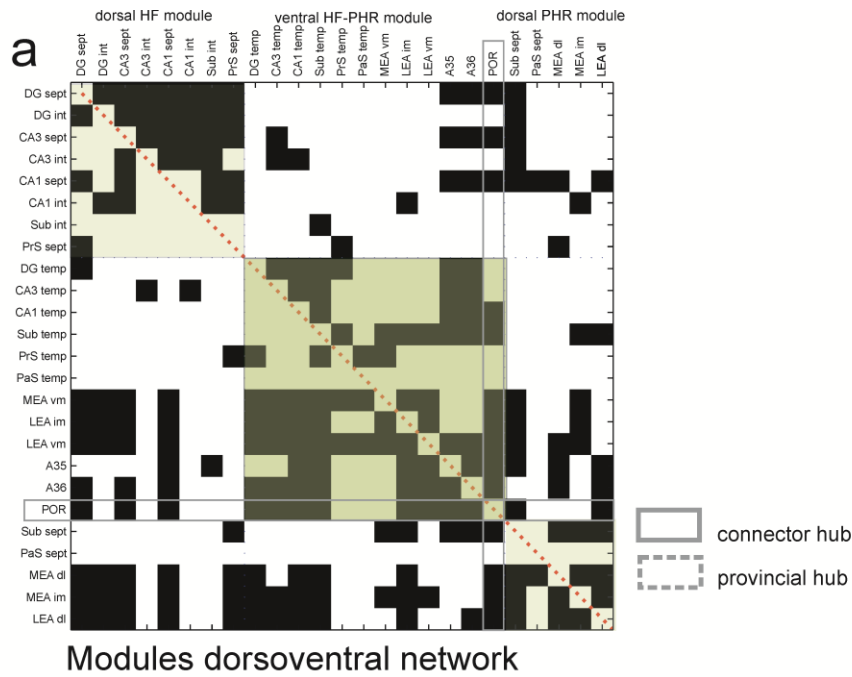 dorsal HF module ventral HF-PHR module dorsal PHR module
a
DG sept DG int CA3 sept CA3 int CA1 sept CA1 int Sub int PrS sept DG temp CA3 temp CA1 temp Sub temp PrS temp PaS temp MEA vm LEA im LEA vm A35 A36 POR Sub sept PaS sept MEA dl MEA im LEA dl
DG sept
DG int
CA3 sept
CA3 int
CA1 sept
CA1 int
Sub int
PrS sept
DG temp
CA3 temp
CA1 temp
Sub temp
PrS temp
PaS temp
MEA vm
LEA im
LEA vm
A35
A36
POR
Sub sept
PaS sept
MEA dl
MEA im
LEA dl
connector hub
provincial hub
Modules dorsoventral network